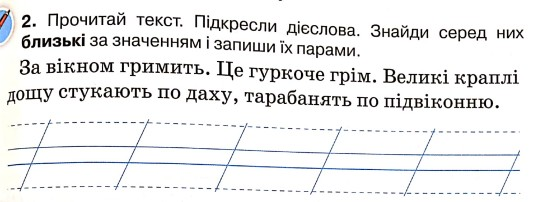 2. Прочитай текст. Підкресли дієслова. Знайди серед них
близькі за значенням і запиши їх парами.
За вікном гримить. Це гуркоче грім. Великі краплі
дощу стукають по даху, тарабанять по підвіконню.